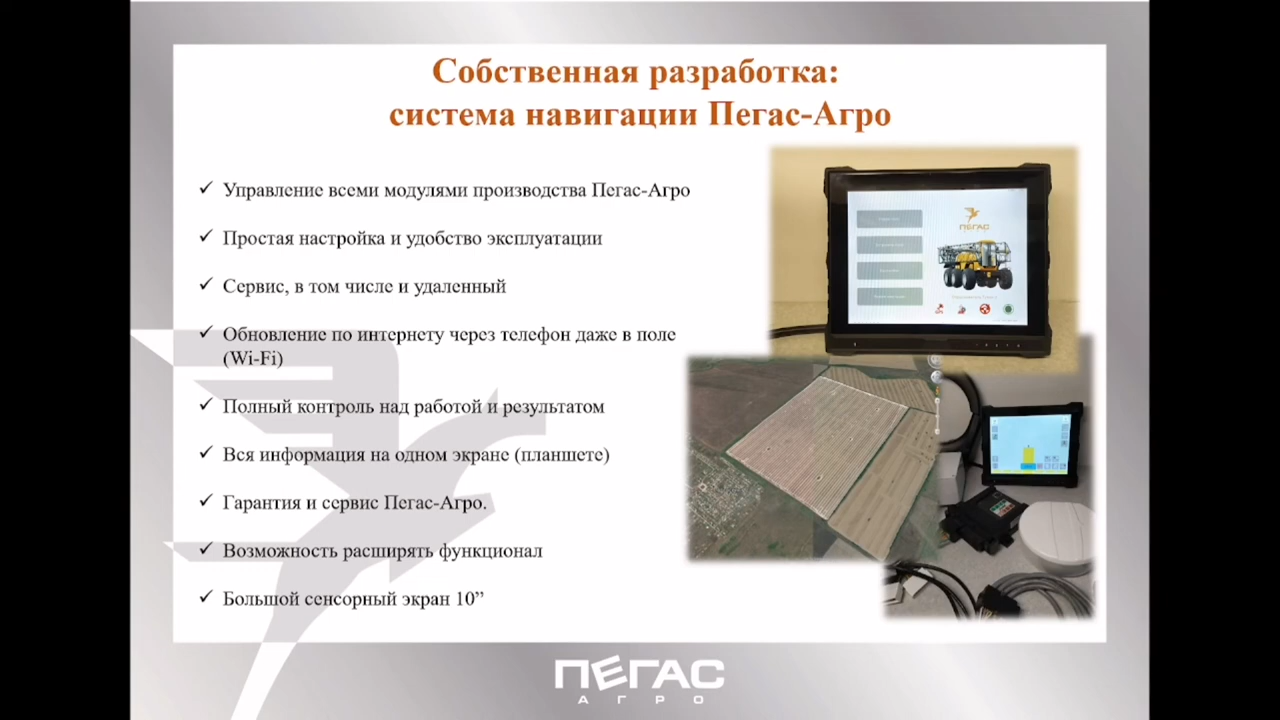 Собственная разработка:
система навигации Пегас-Агро
✓ Управление всеми модулями производства Пегас-Агро
✓ Простая настройка и удобство эксплуатации
✓ Сервис, в том числе и удаленный
✓ Обновление по интернету через телефон даже в поле
(Wi-Fi)
✓ Полный контроль над работой и результатом
✓ Вся информация на одном экране (планшете)
✓ Гарантия и сервис Пегас-Агро.
✓ Возможность расширять функционал
✓ Большой сенсорный экран 10”
ПЕГАС
ПЕГАС
АГРО